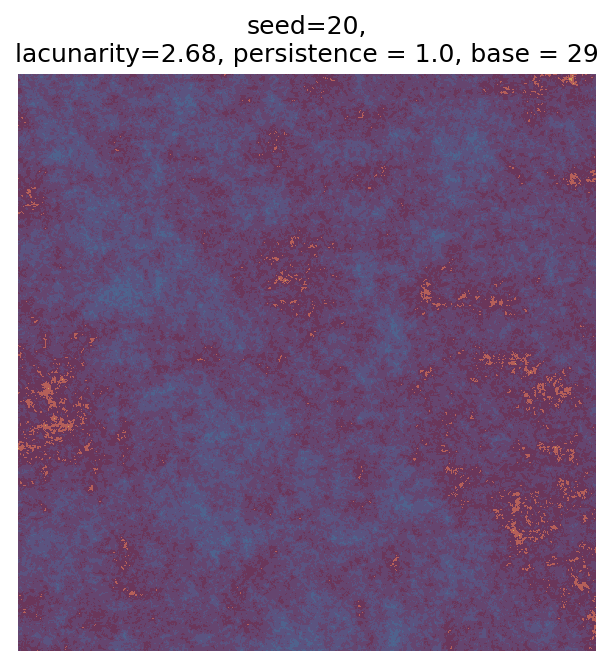 seed=20,
lacunarity=2.68, persistence = 1.0, base = 29